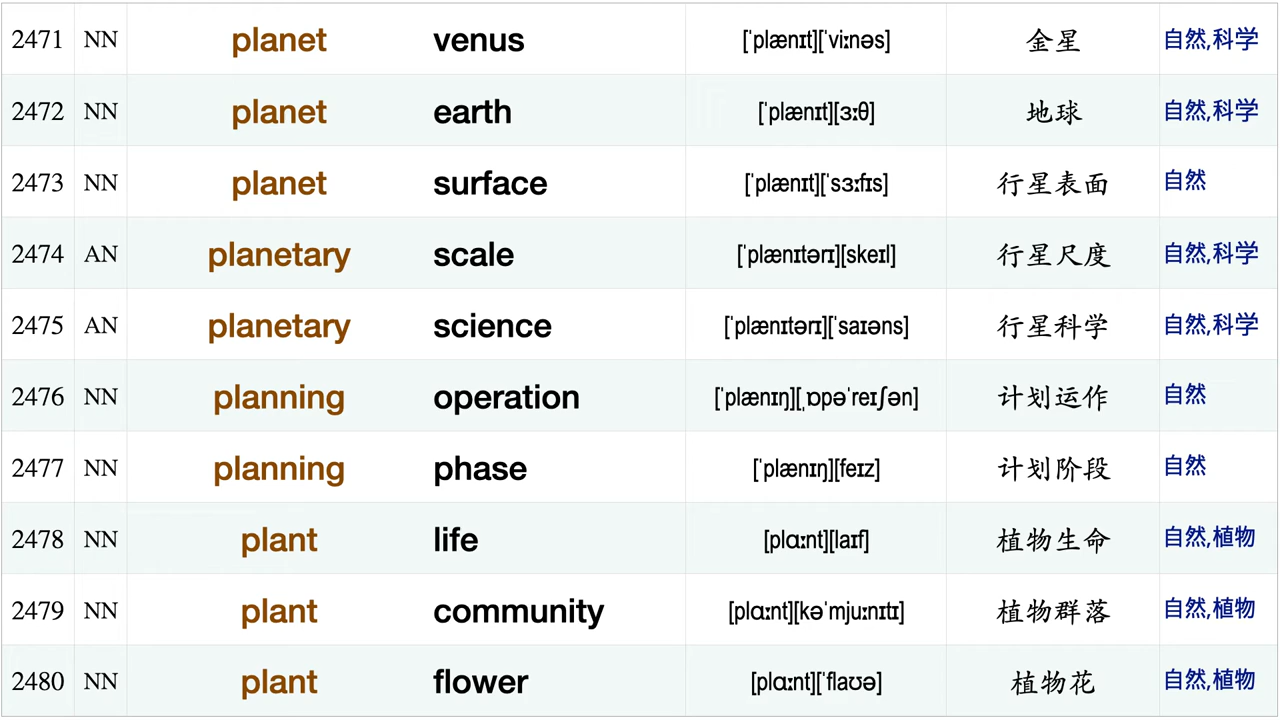 2471 NN planet venus [ˈplænɪt][ˈviːnəs] 金星 自然,科学
2472 NN planet earth [ˈplænɪt][ɜːθ] 地球 自然,科学
2473 NN planet surface [ˈplænɪt][ˈsɜːfɪs] 行星表面 自然
2474 AN planetary scale [ˈplænɪtərɪ][skeɪl] 行星尺度 自然,科学
2475 AN planetary science [ˈplænɪtərɪ][ˈsaɪəns] 行星科学 自然,科学
2476 NN planning operation [ˈplænɪŋ][ˌɒpəˈreɪʃən] 计划运作 自然
2477 NN planning phase [ˈplænɪŋ][feɪz] 计划阶段 自然
2478 NN plant life [plɑːnt][laɪf] 植物生命 自然,植物
2479 NN plant community [plɑːnt][kəˈmjuːnɪtɪ] 植物群落 自然,植物
2480 NN plant flower [plɑːnt][ˈflaʊə] 植物花 自然,植物